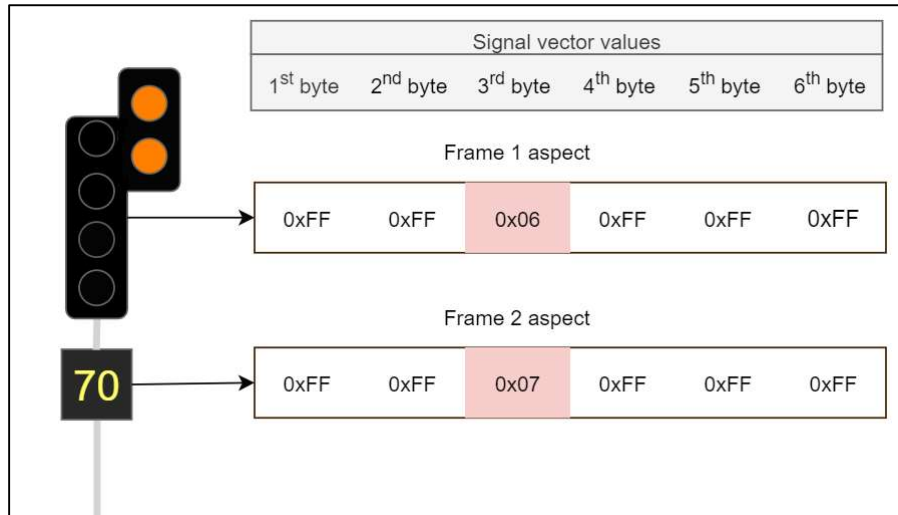 Signal vector values
1st byte 2nd byte 3rd byte 4th byte 5th byte 6th byte
Frame 1 aspect
0xFF 0xFF 0x06 0xFF 0xFF 0xFF
Frame 2 aspect
70 0xFF 0xFF 0x07 0xFF 0xFF 0xFF